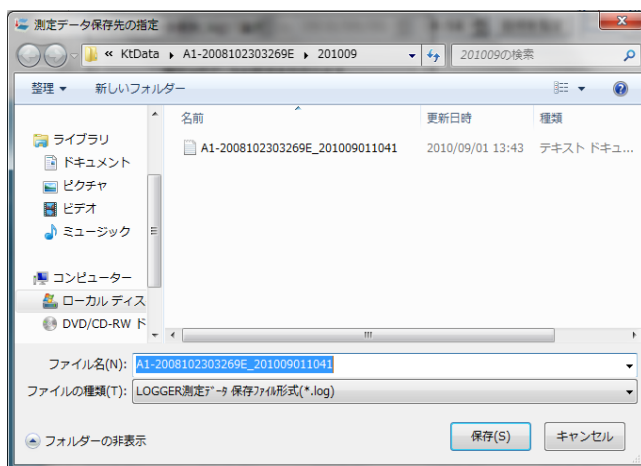 測定データ保存先の指定
« KtData ▸ A1-2008102303269E ▸ 201009
201009の検索
整理 ▼ 新しいフォルダー
名前 更新日時 種類
A1-2008102303269E_201009011041 2010/09/01 13:43 テキスト ドキュ...
ライブラリ
ドキュメント
ピクチャ
ビデオ
ミュージック
コンピューター
ローカル ディス
DVD/CD-RW ド
ファイル名(N): A1-2008102303269E_201009011041
ファイルの種類(T): LOGGER測定ﾃﾞｰﾀ 保存ﾌｧｲﾙ形式(*.log)
フォルダーの非表示 保存(S) キャンセル